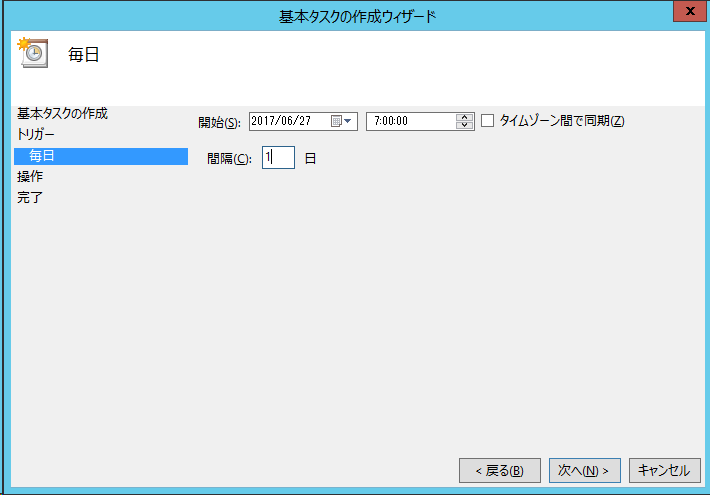 基本タスクの作成ウィザード
x
毎日
基本タスクの作成
トリガー
毎日
操作
完了
開始(S): 2017/06/27 7:00:00 タイムゾーン間で同期(Z)
間隔(C): 1 日
< 戻る(B) 次へ(N) > キャンセル